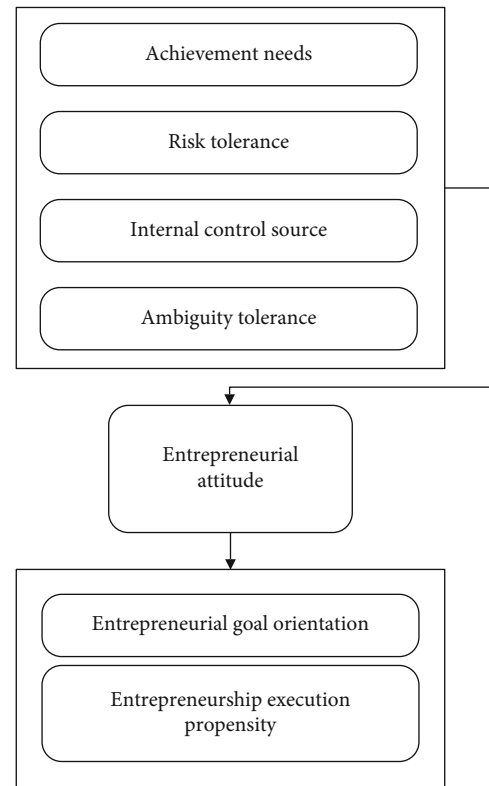 Achievement needs
Risk tolerance
Internal control source
Ambiguity tolerance
Entrepreneurial
attitude
Entrepreneurial goal orientation
Entrepreneurship execution
propensity